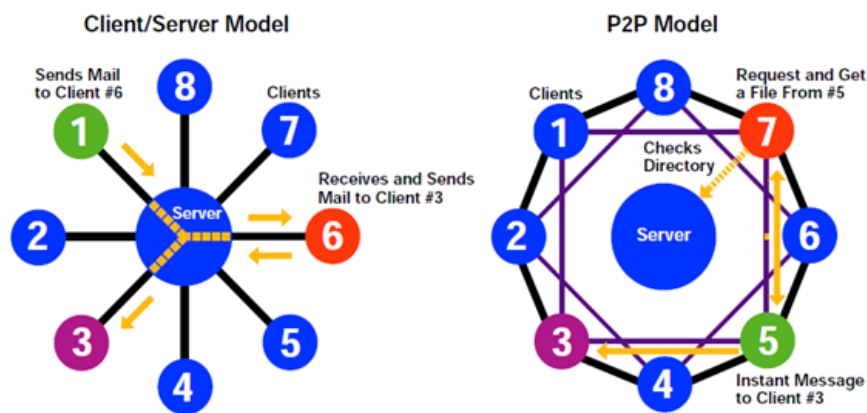 Client/Server Model
Sends Mail
to Client #6
8
Clients
1
7
Server
Receives and Sends
Mail to Client #3
2
6
3
5
4
P2P Model
Request and Get
a File From #5
8
Clients
1
7
Checks
Directory
2
Server
6
3
5
4
Instant Message
to Client #3